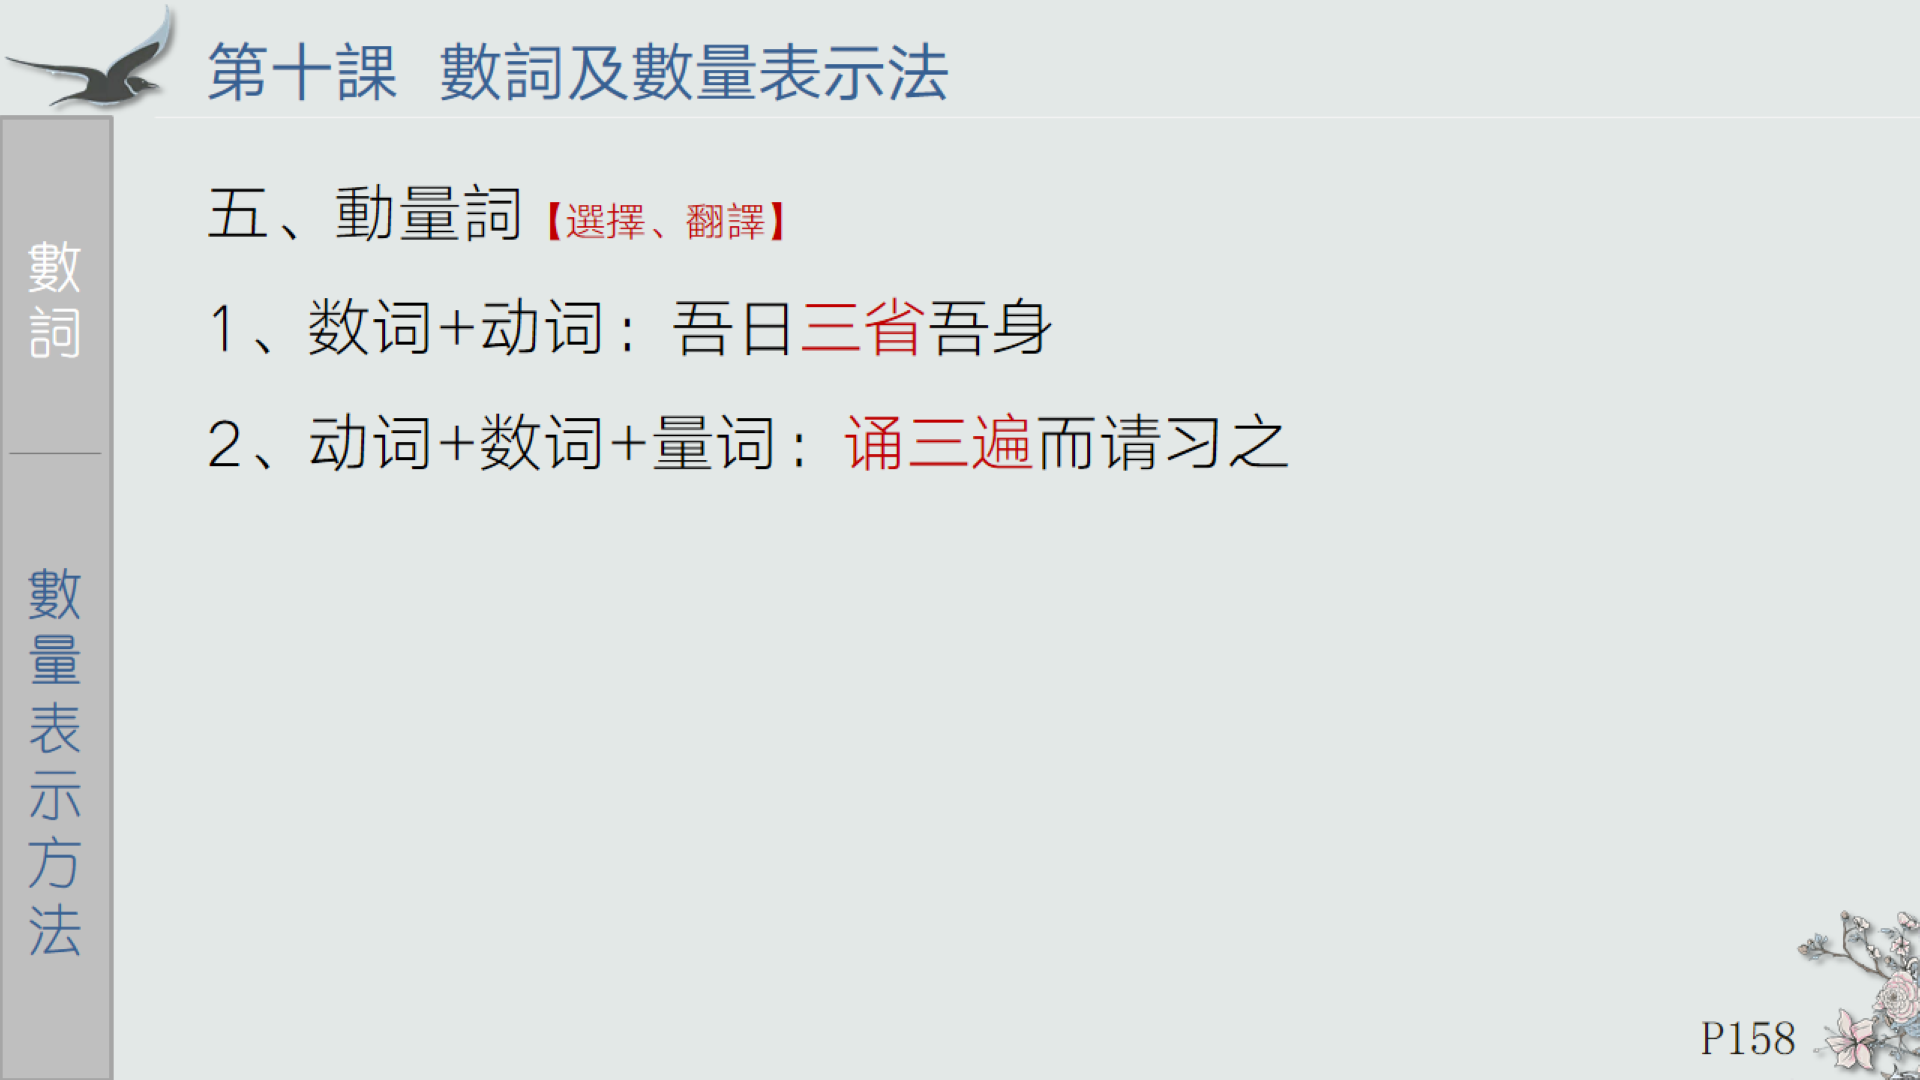 第十課 數詞及數量表示法
數詞
數量表示方法
五、動量詞【選擇、翻譯】
1、数词+动词：吾日三省吾身
2、动词+数词+量词：诵三遍而请习之
P158